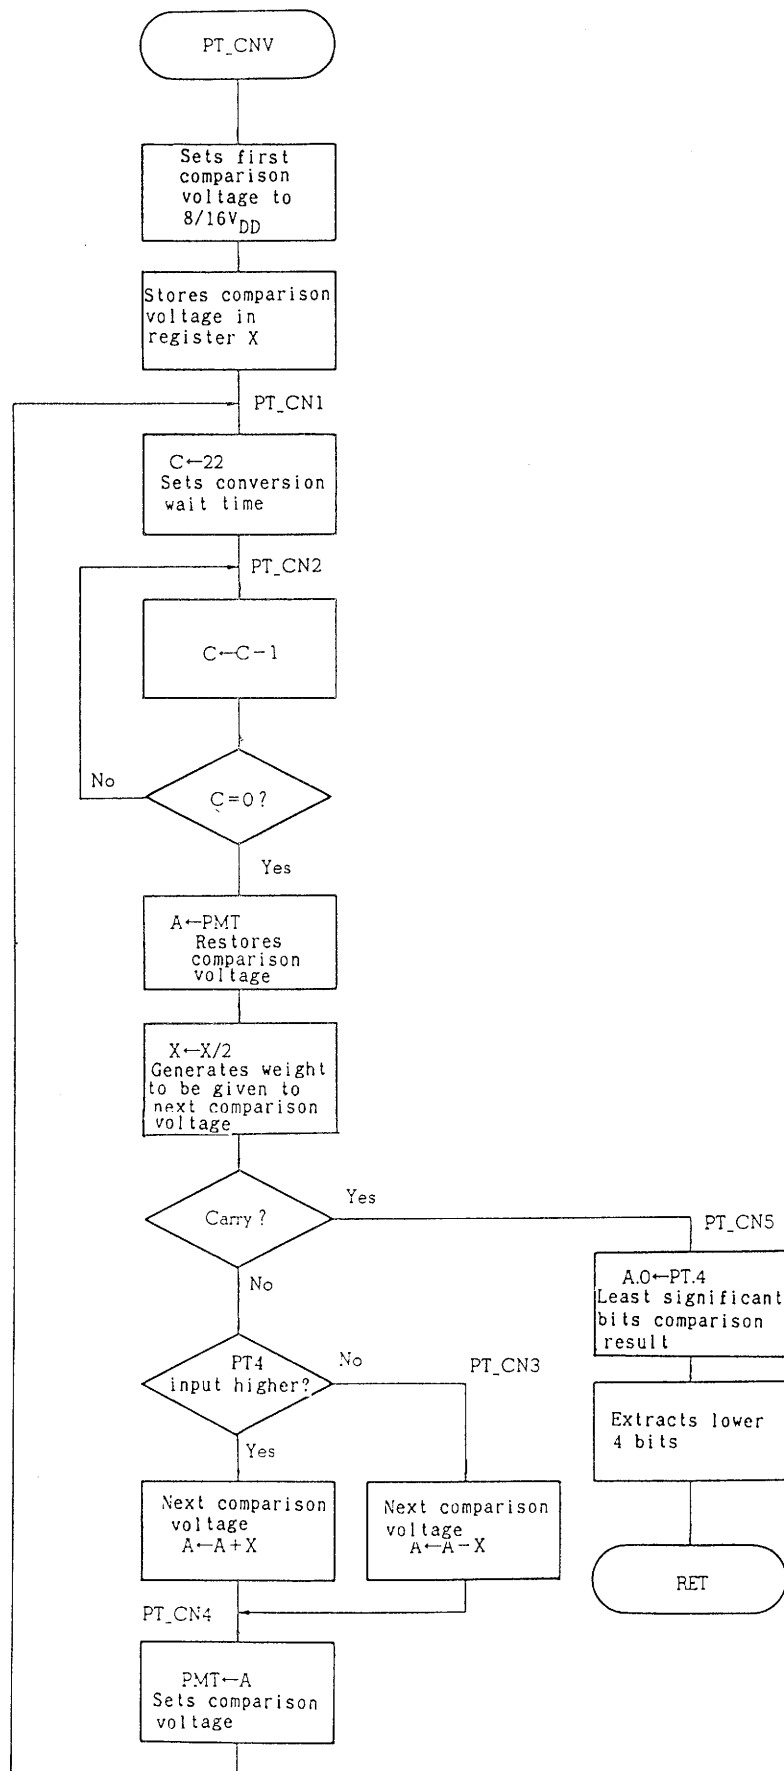 PT_CNV
Sets first
comparison
voltage to
8/16VDD
Stores comparison
voltage in
register X
PT_CN1
C←22
Sets conversion
wait time
PT_CN2
C←C-1
No
C=0?
Yes
A←PMT
Restores
comparison
voltage
X←X/2
Generates weight
to be given to
next comparison
voltage
Carry?
Yes
PT_CN5
A.0←PT.4
Least significant
bits comparison
result
No
PT4
input higher?
No
PT_CN3
Extracts lower
4 bits
Yes
Next comparison
voltage
A←A+X
Next comparison
voltage
A←A-X
RET
PT_CN4
PMT←A
Sets comparison
voltage